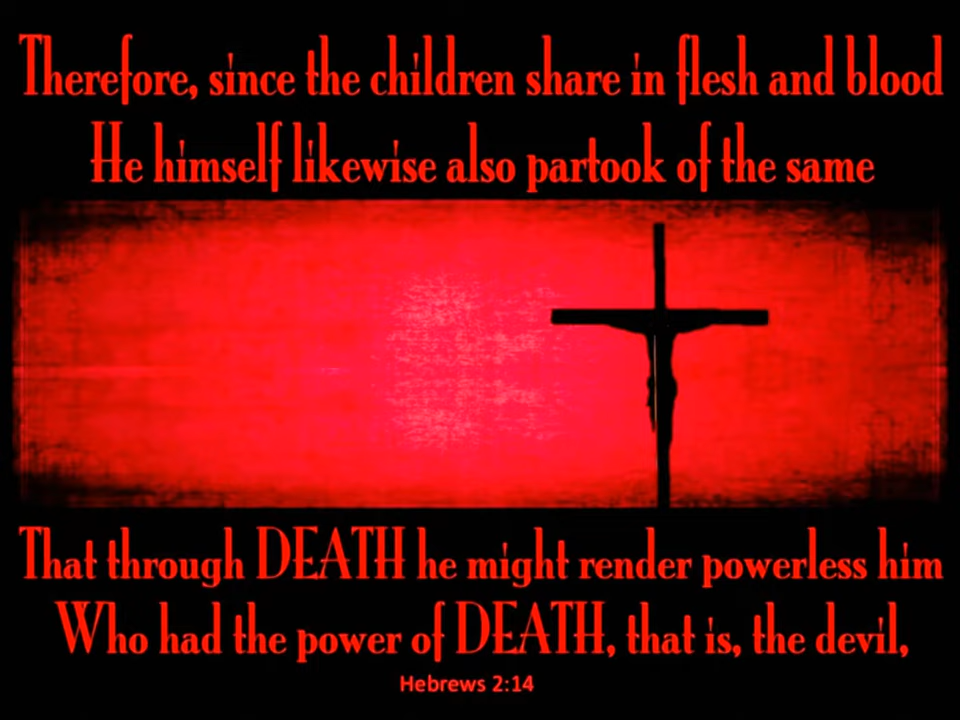 Therefore, since the children share in flesh and blood
He himself likewise also partook of the same
That through DEATH he might render powerless him
Who had the power of DEATH, that is, the devil,
Hebrews 2:14